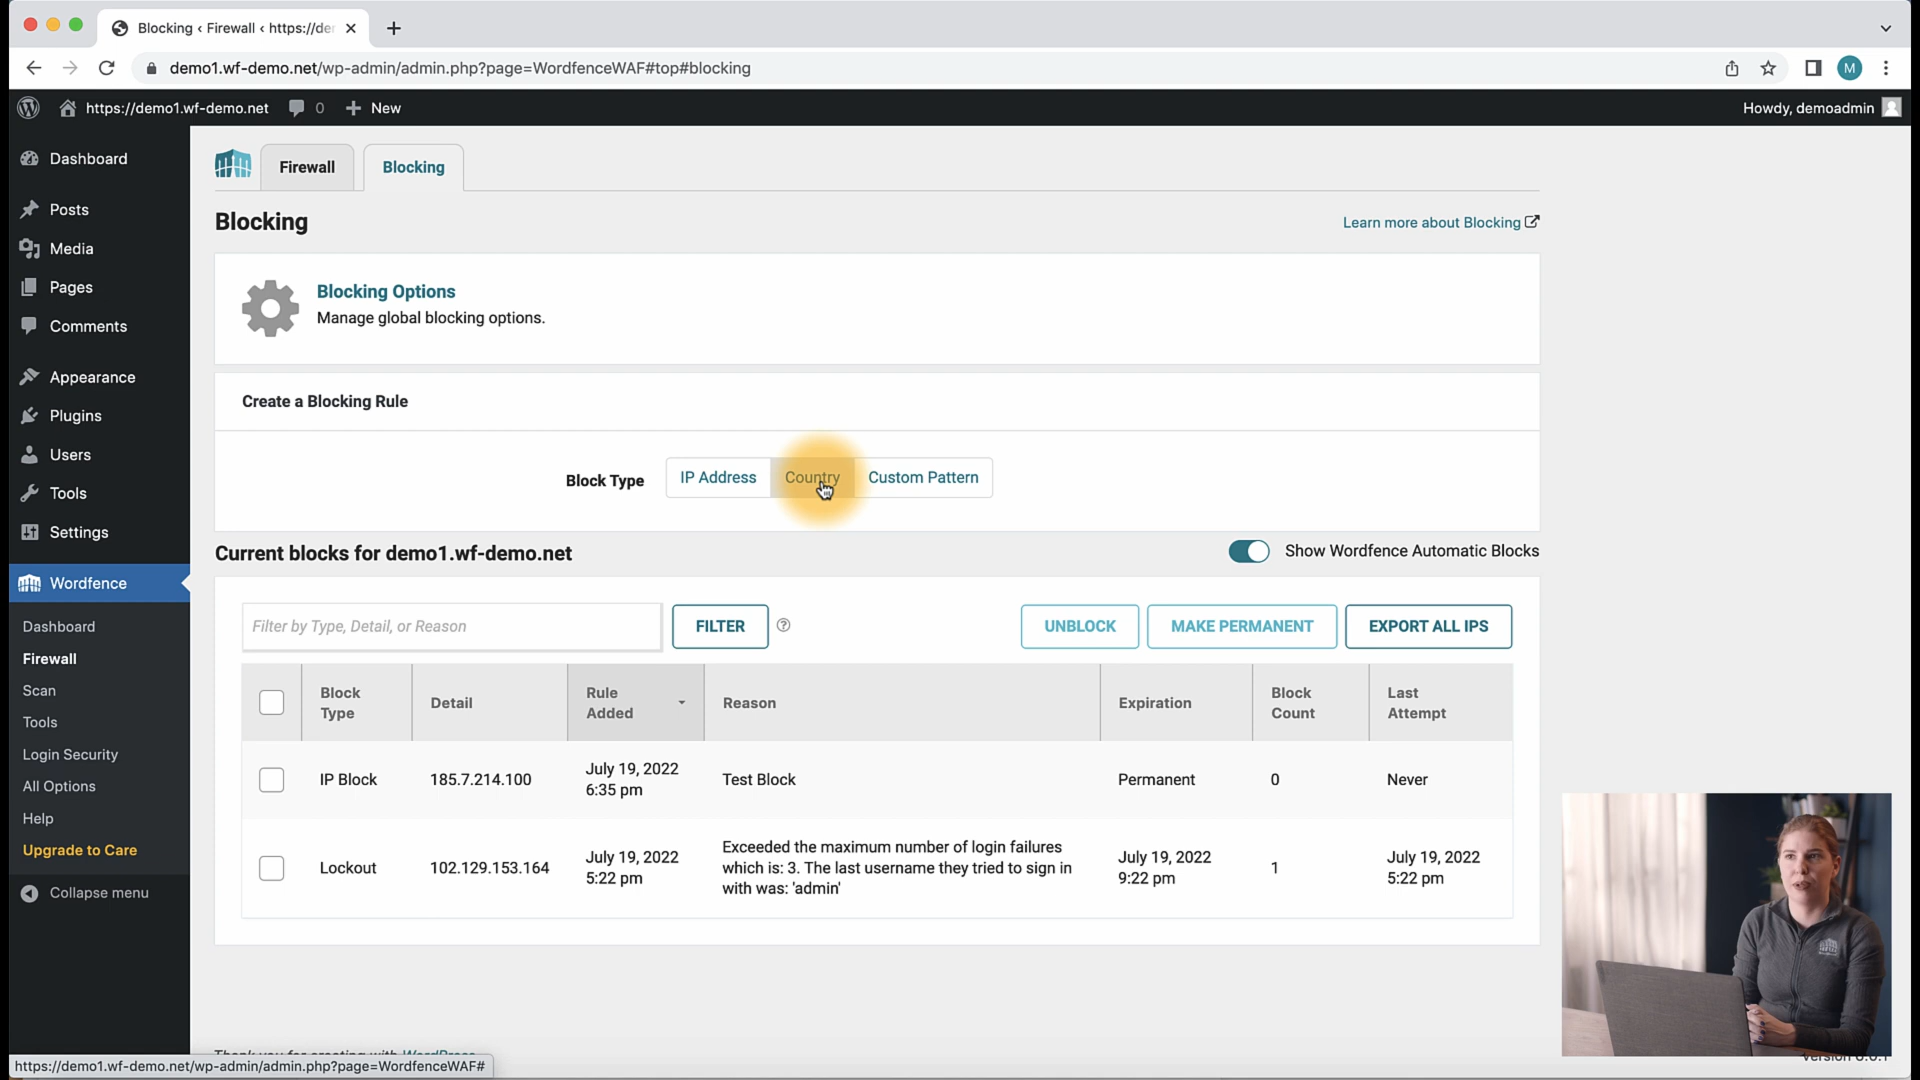 Blocking ‹ Firewall ‹ https://der
demo1.wf-demo.net/wp-admin/admin.php?page=WordfenceWAF#top#blocking
M
https://demo1.wf-demo.net
0
New
Howdy, demoadmin
Dashboard
Posts
Media
Pages
Comments
Appearance
Plugins
Users
Tools
Settings
Wordfence
Dashboard
Firewall
Scan
Tools
Login Security
All Options
Help
Upgrade to Care
Collapse menu
Firewall
Blocking
Blocking
Learn more about Blocking
Blocking Options
Manage global blocking options.
Create a Blocking Rule
Block Type
IP Address
Country
Custom Pattern
Current blocks for demo1.wf-demo.net
Show Wordfence Automatic Blocks
Filter by Type, Detail, or Reason
FILTER
?
UNBLOCK
MAKE PERMANENT
EXPORT ALL IPS
Block
Type
Detail
Rule
Added
Reason
Expiration
Block
Count
Last
Attempt
IP Block
185.7.214.100
July 19, 2022
6:35 pm
Test Block
Permanent
0
Never
Lockout
102.129.153.164
July 19, 2022
5:22 pm
Exceeded the maximum number of login failures
which is: 3. The last username they tried to sign in
with was: 'admin'
July 19, 2022
9:22 pm
1
July 19, 2022
5:22 pm
Thank you for creating with WordPress
https://demo1.wf-demo.net/wp-admin/admin.php?page=WordfenceWAF#